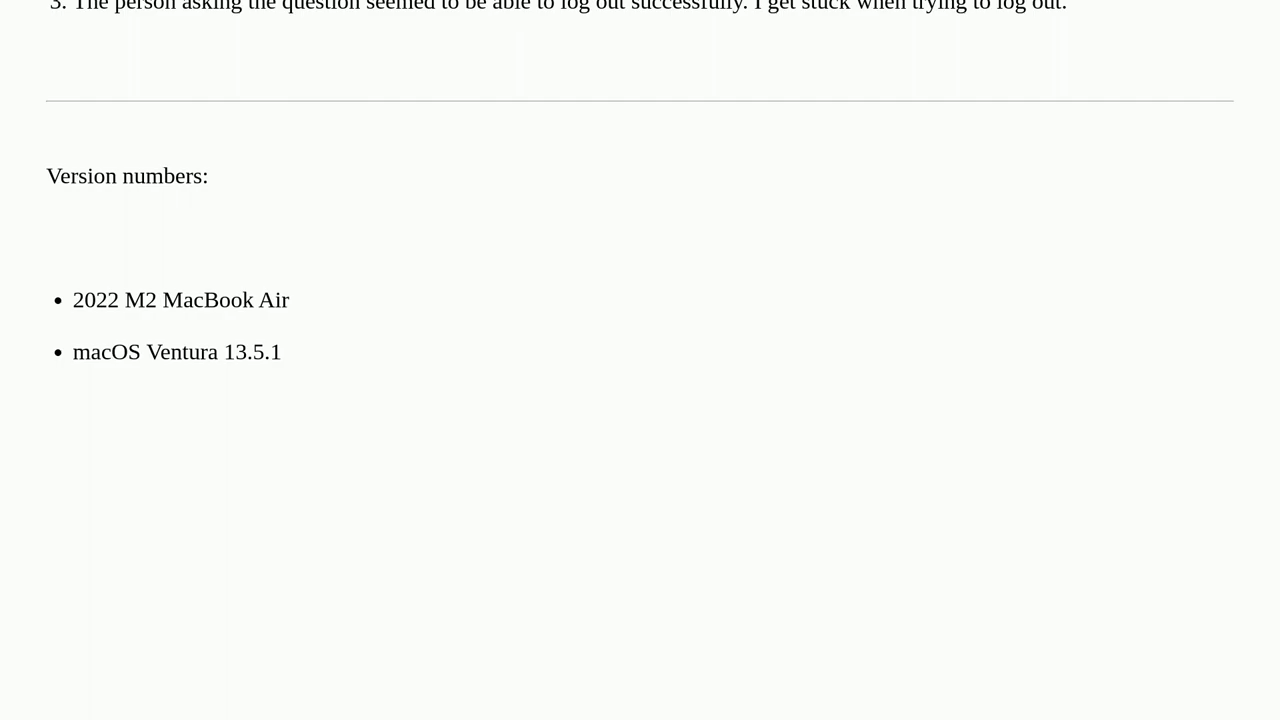 3. The person asking the question seemed to be able to log out successfully. I get stuck when trying to log out.
Version numbers:
• 2022 M2 MacBook Air
• macOS Ventura 13.5.1